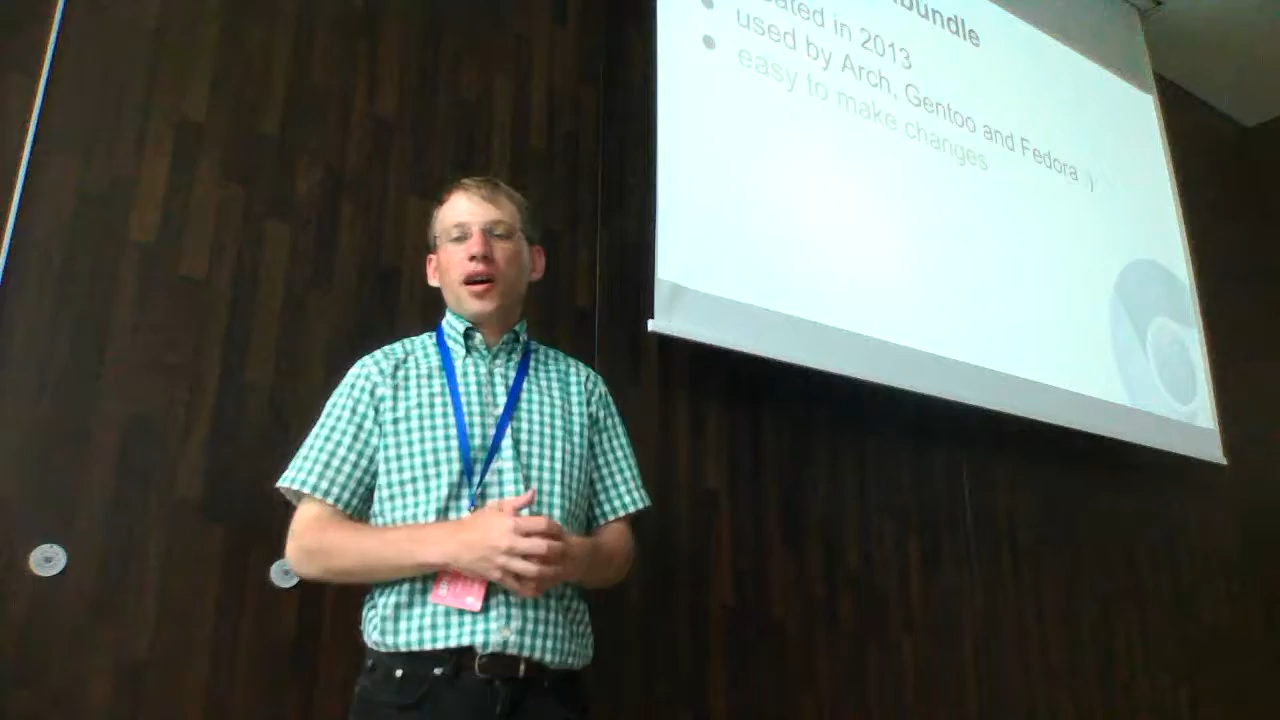 bundle
ated in 2013
used by Arch, Gentoo and Fedora
easy to make changes